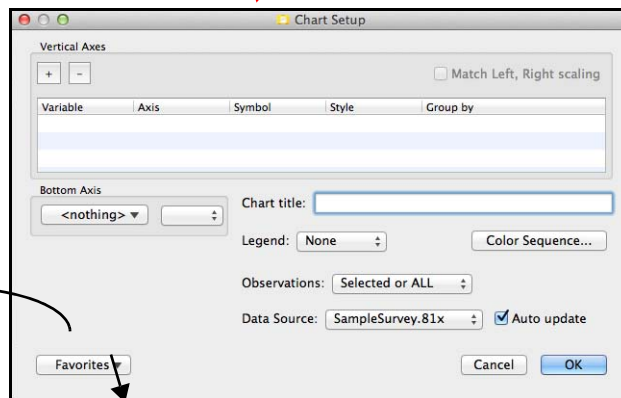 Chart Setup
Vertical Axes
+ -
Match Left, Right scaling
Variable Axis Symbol Style Group by
Bottom Axis
<nothing>
Chart title:
Legend: None Color Sequence...
Observations: Selected or ALL
Data Source: SampleSurvey.81x Auto update
Favorites Cancel OK